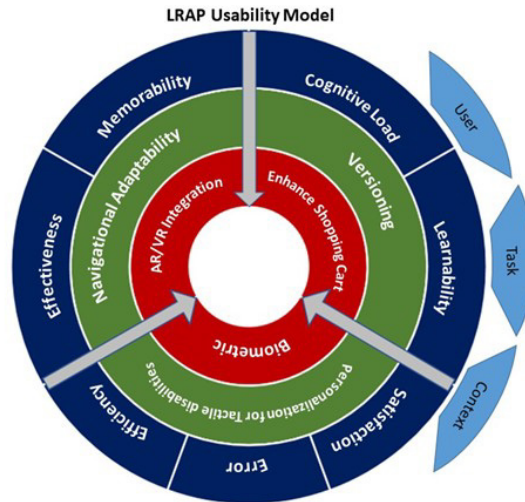 LRAP Usability Model
Memorability
Cognitive Load
Effectiveness
Learnability
Efficiency
Error
Satisfaction
Navigational Adaptability
Versioning
Personalization for Tactile disabilities
AR/VR Integration
Enhance Shopping Cart
Biometric
User
Task
Context